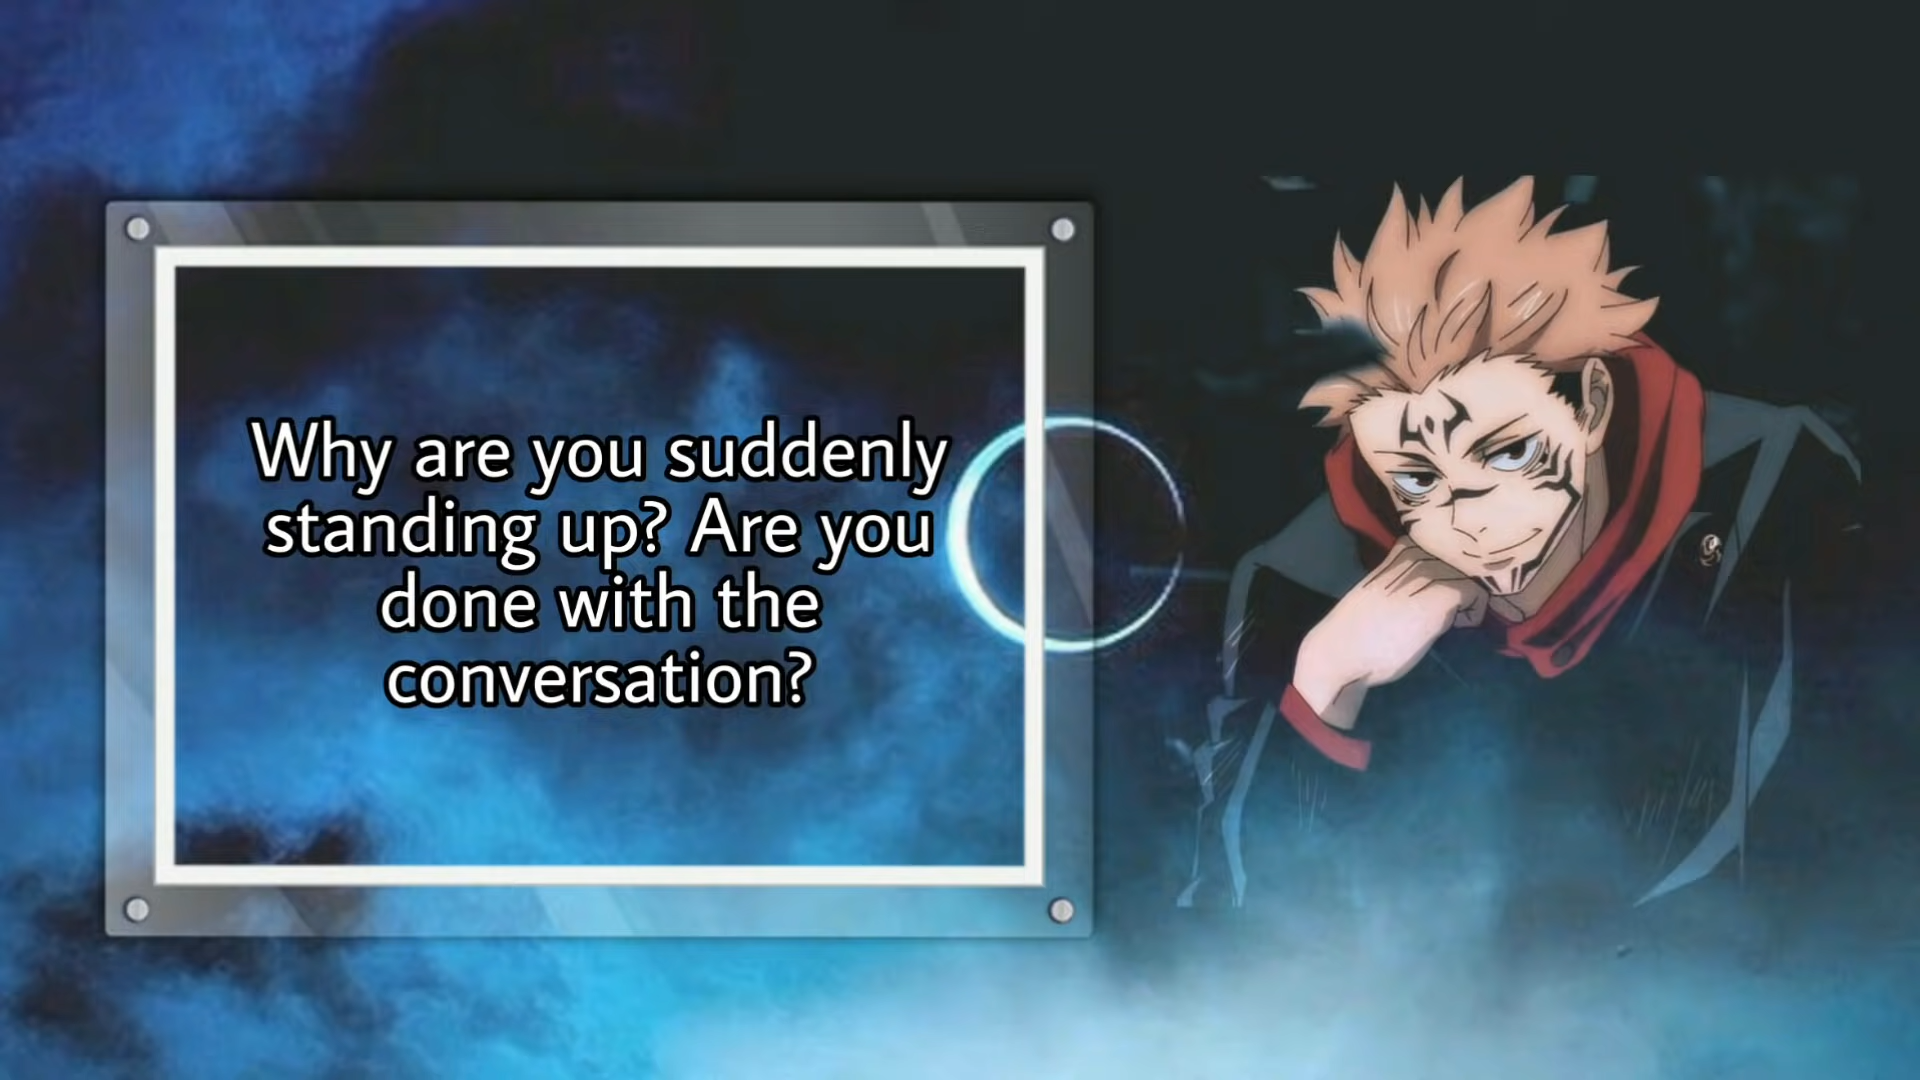 Why are you suddenly
standing up? Are you
done with the
conversation?